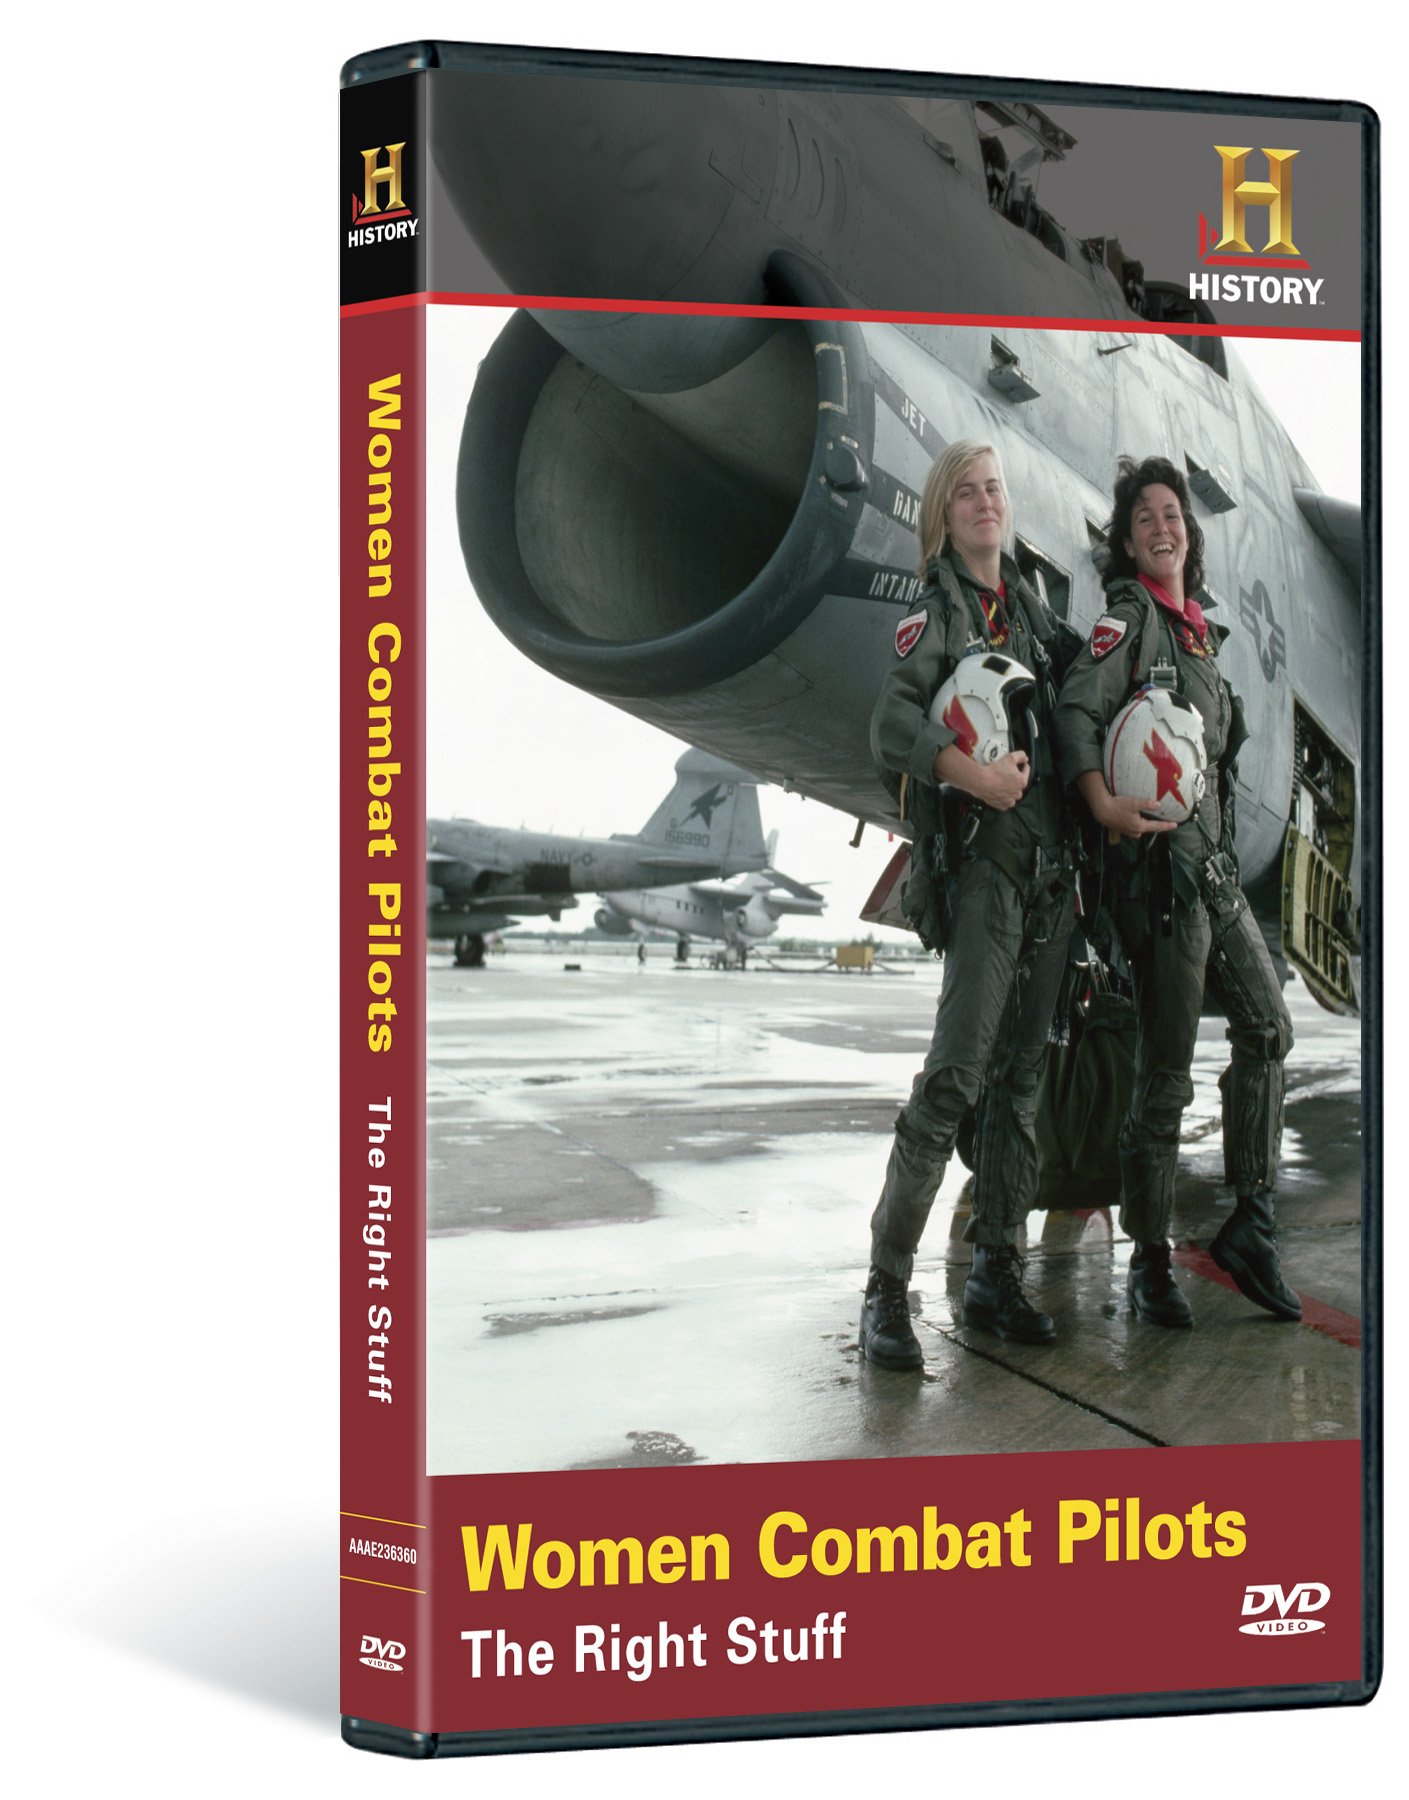 H
HISTORY
Women Combat Pilots The Right Stuff
AAAE236360
DVD
VIDEO
H
HISTORY
JET
INTAKE
NAVY
156990
Women Combat Pilots
The Right Stuff
DVD
VIDEO